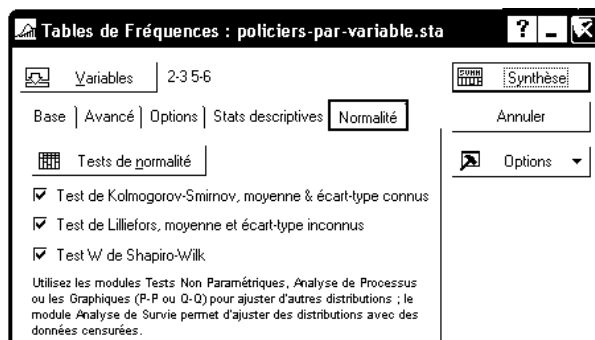 Tables de Fréquences : policiers-par-variable.sta
Variables 2-3 5-6
Synthèse
Base Avancé Options Stats descriptives Normalité
Annuler
Tests de normalité
Options
Test de Kolmogorov-Smirnov, moyenne & écart-type connus
Test de Lilliefors, moyenne et écart-type inconnus
Test W de Shapiro-Wilk
Utilisez les modules Tests Non Paramétriques, Analyse de Processus
ou les Graphiques (P-P ou Q-Q) pour ajuster d'autres distributions ; le
module Analyse de Survie permet d'ajuster des distributions avec des
données censurées.